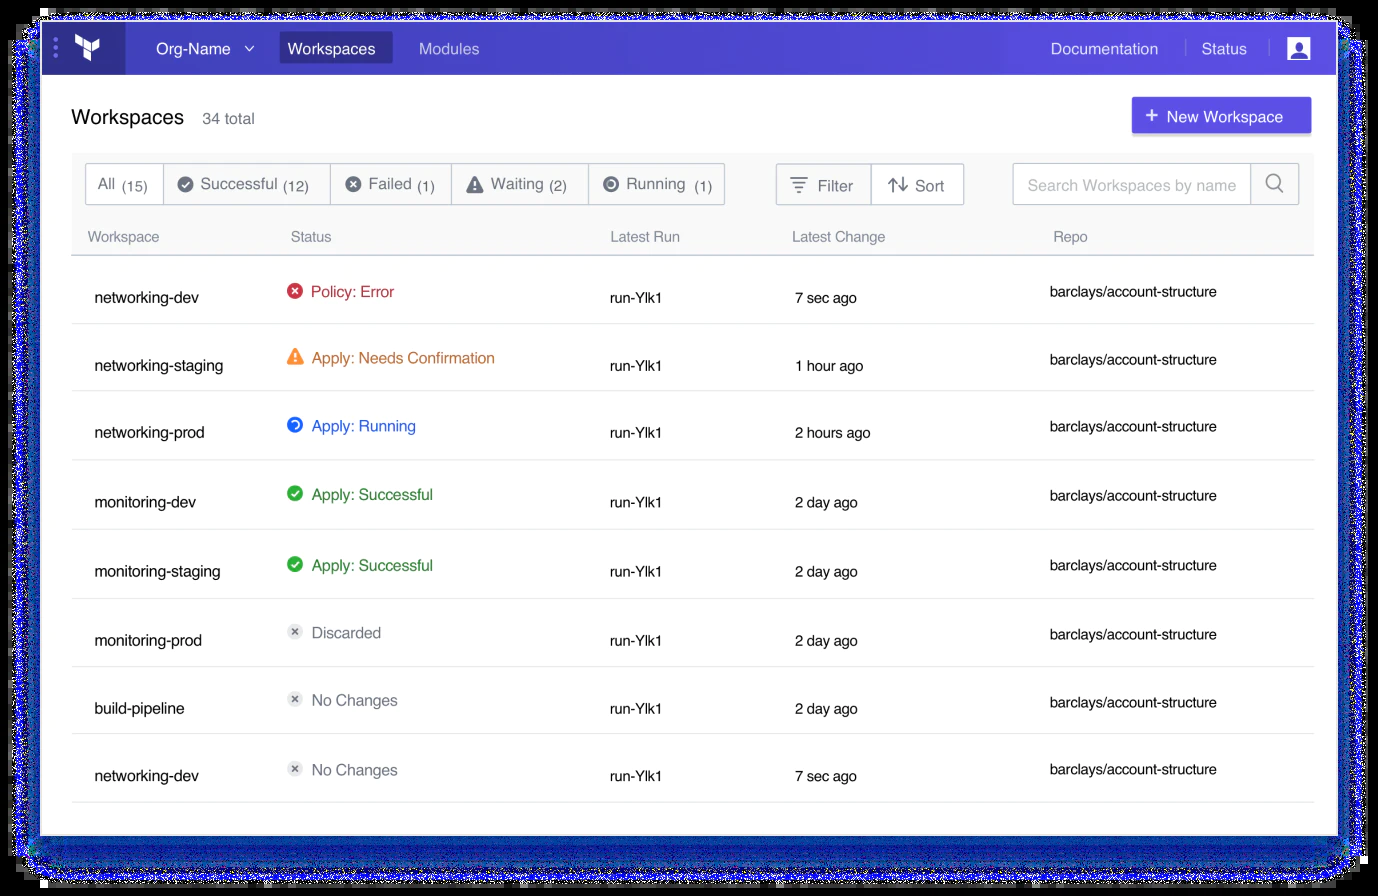 Org-Name Workspaces Modules Documentation Status
Workspaces 34 total + New Workspace
All (15) Successful (12) Failed (1) Waiting (2) Running (1) Filter Sort Search Workspaces by name
Workspace Status Latest Run Latest Change Repo
networking-dev Policy: Error run-Ylk1 7 sec ago barclays/account-structure
networking-staging Apply: Needs Confirmation run-Ylk1 1 hour ago barclays/account-structure
networking-prod Apply: Running run-Ylk1 2 hours ago barclays/account-structure
monitoring-dev Apply: Successful run-Ylk1 2 day ago barclays/account-structure
monitoring-staging Apply: Successful run-Ylk1 2 day ago barclays/account-structure
monitoring-prod Discarded run-Ylk1 2 day ago barclays/account-structure
build-pipeline No Changes run-Ylk1 2 day ago barclays/account-structure
networking-dev No Changes run-Ylk1 7 sec ago barclays/account-structure